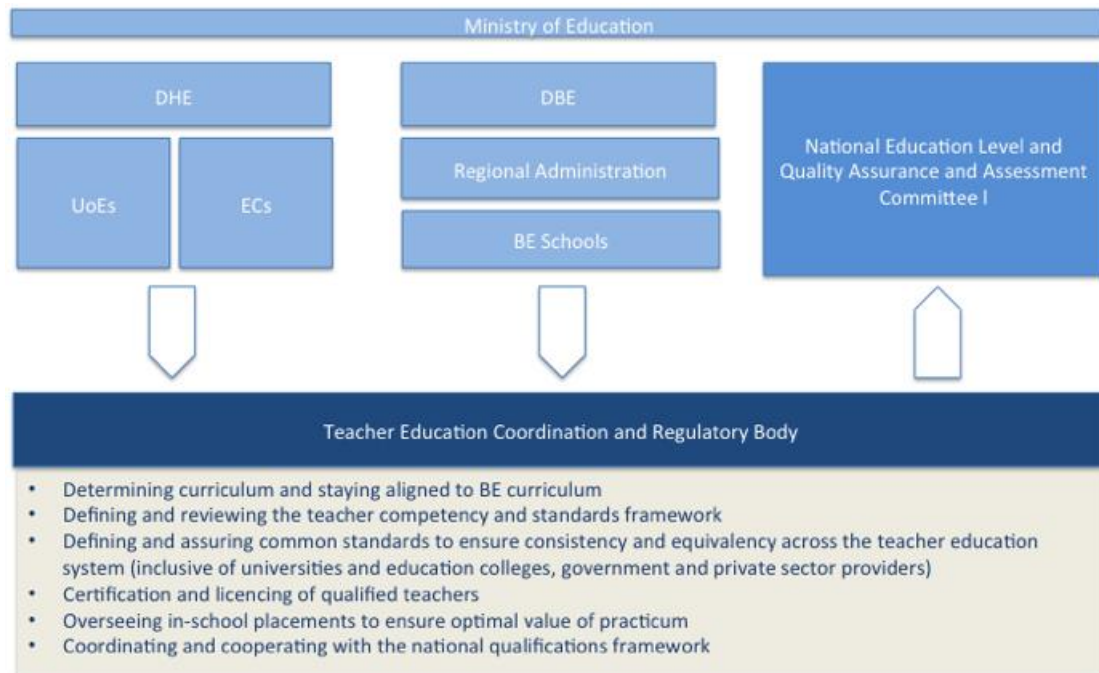 Ministry of Education
DHE
UoEs
ECs
DBE
Regional Administration
BE Schools
National Education Level and
Quality Assurance and Assessment
Committee l
Teacher Education Coordination and Regulatory Body
• Determining curriculum and staying aligned to BE curriculum
• Defining and reviewing the teacher competency and standards framework
• Defining and assuring common standards to ensure consistency and equivalency across the teacher education
system (inclusive of universities and education colleges, government and private sector providers)
• Certification and licencing of qualified teachers
• Overseeing in-school placements to ensure optimal value of practicum
• Coordinating and cooperating with the national qualifications framework